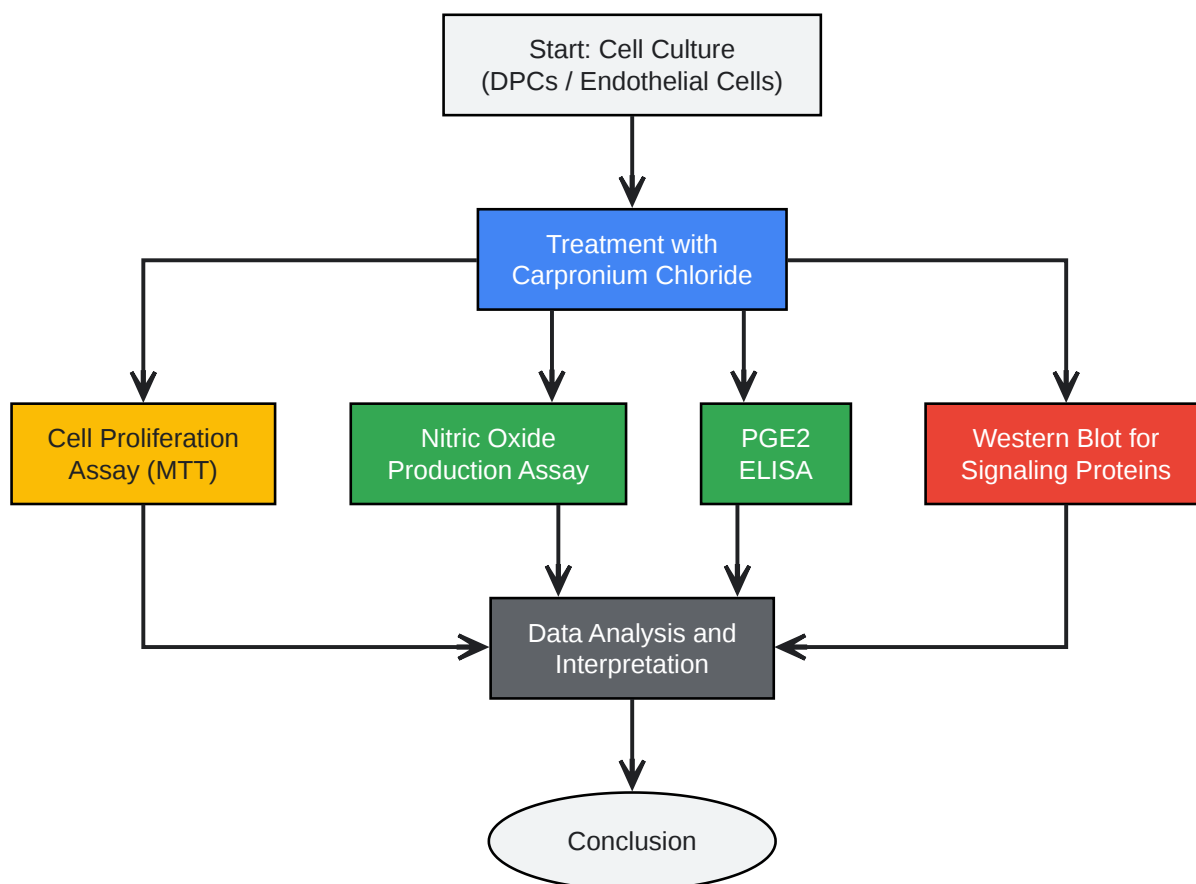 Start: Cell Culture
(DPCs / Endothelial Cells)
Treatment with
Carpronium Chloride
Cell Proliferation
Assay (MTT)
Nitric Oxide
Production Assay
PGE2
ELISA
Western Blot for
Signaling Proteins
Data Analysis and
Interpretation
Conclusion